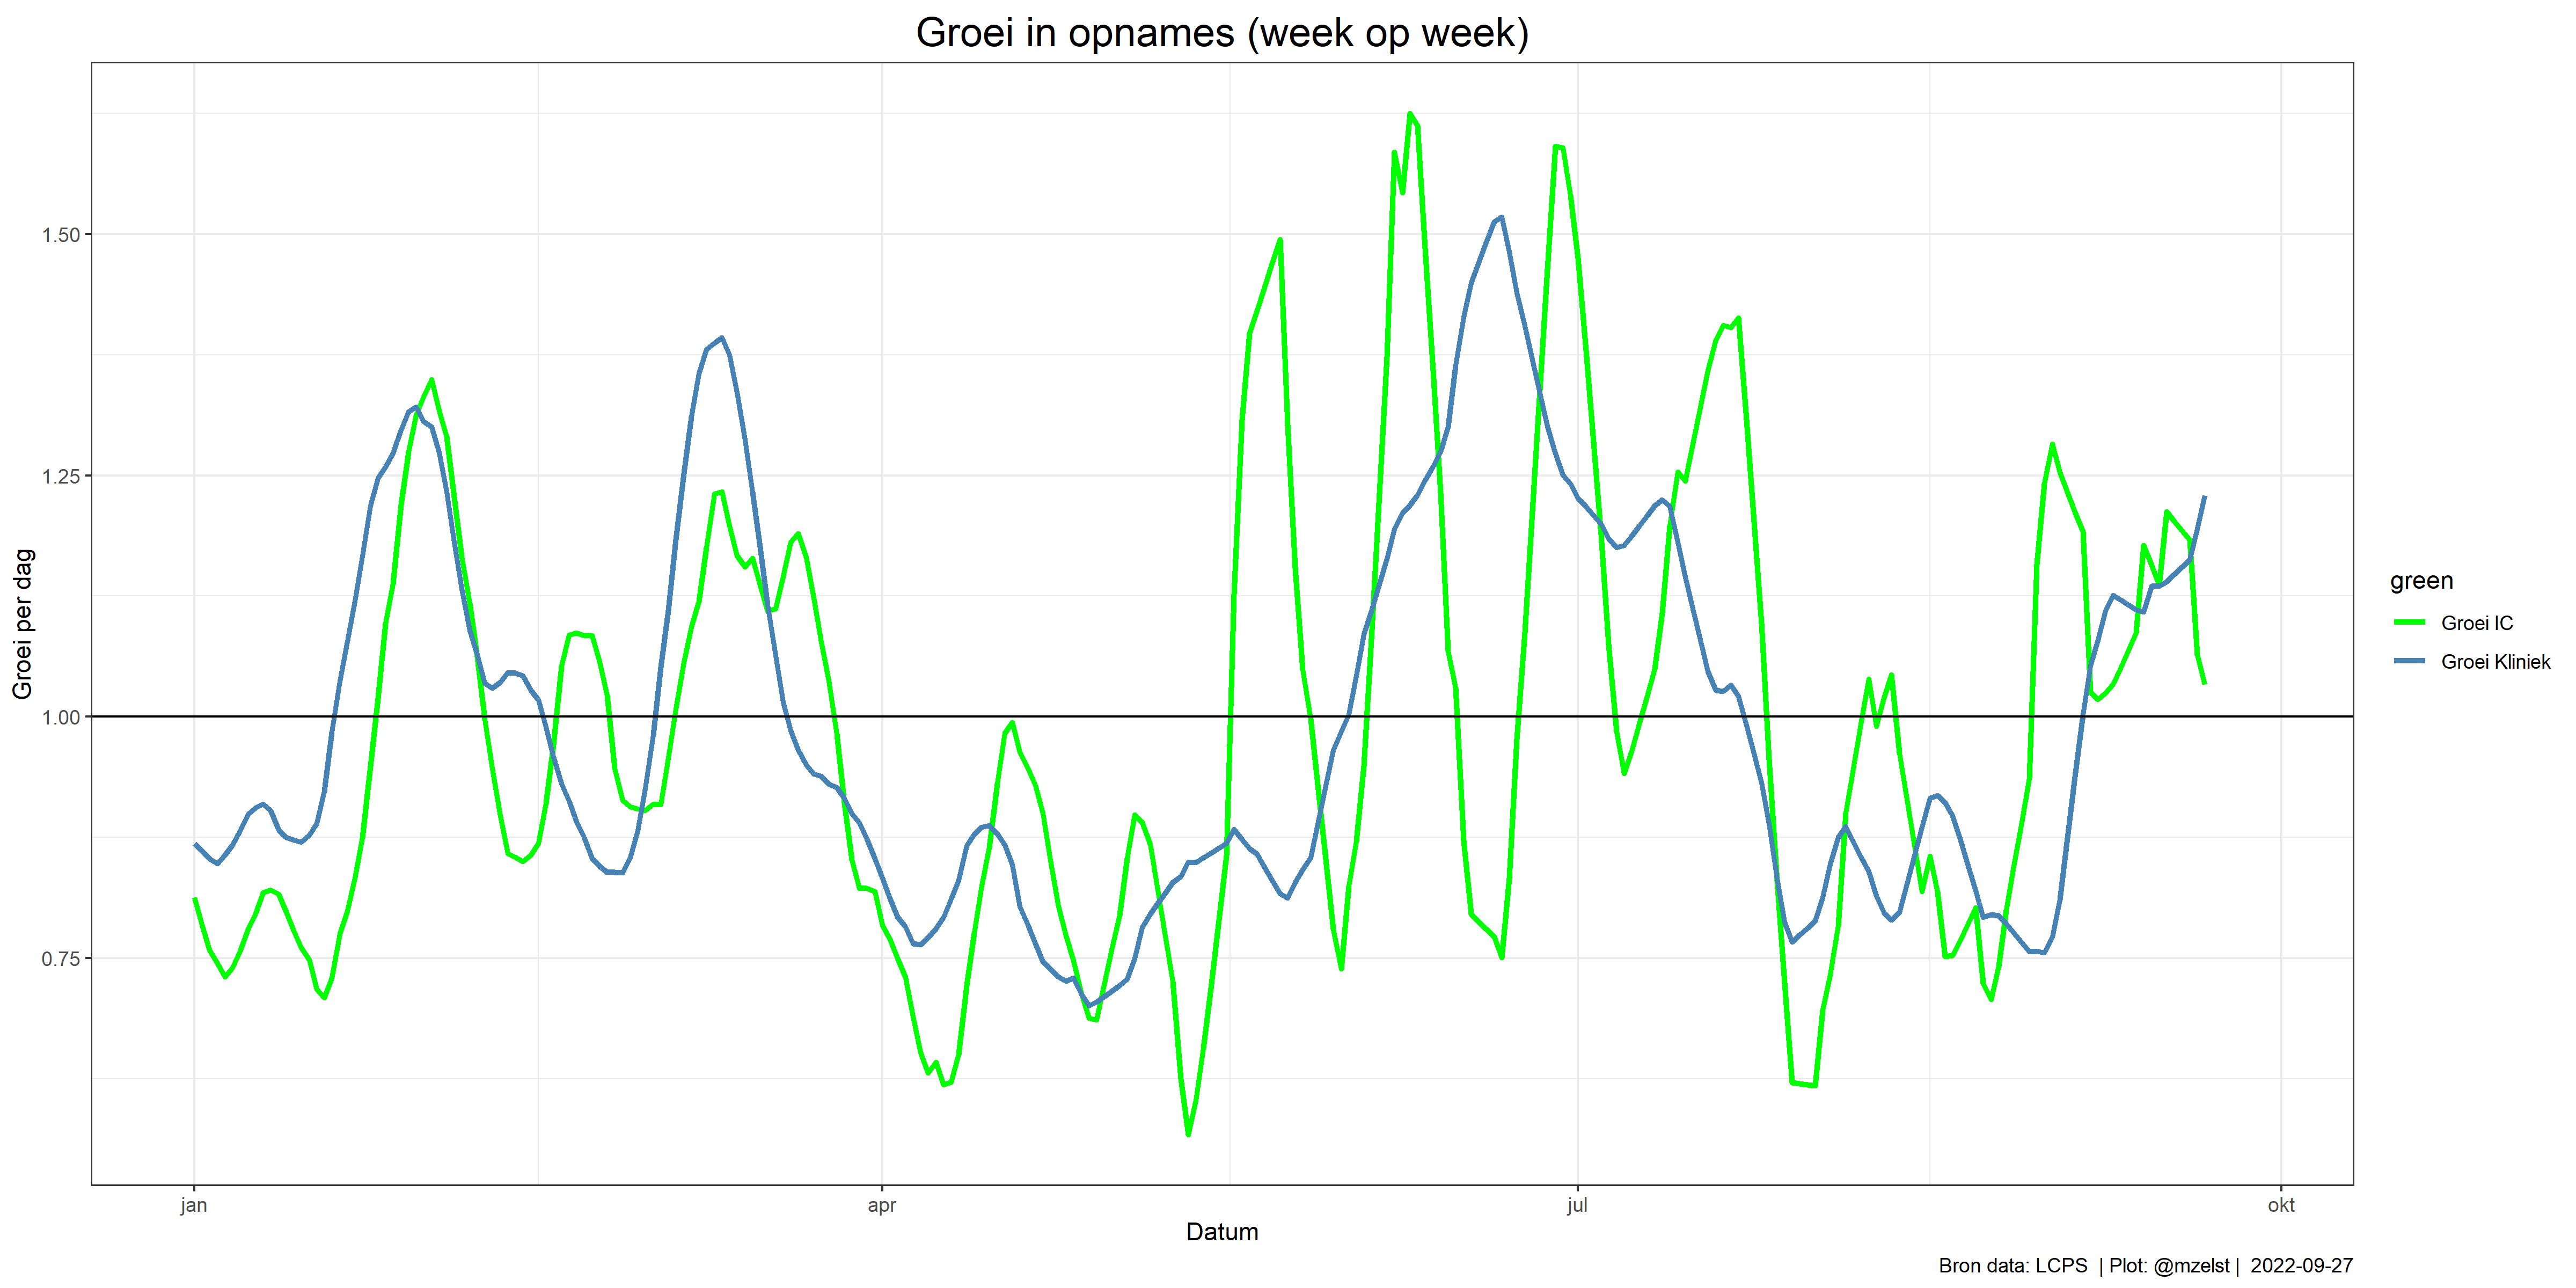 Groei in opnames (week op week)
Groei per dag
1.50
1.25
1.00
0.75
jan
apr
jul
okt
Datum
green
Groei IC
Groei Kliniek
Bron data: LCPS | Plot: @mzelst | 2022-09-27